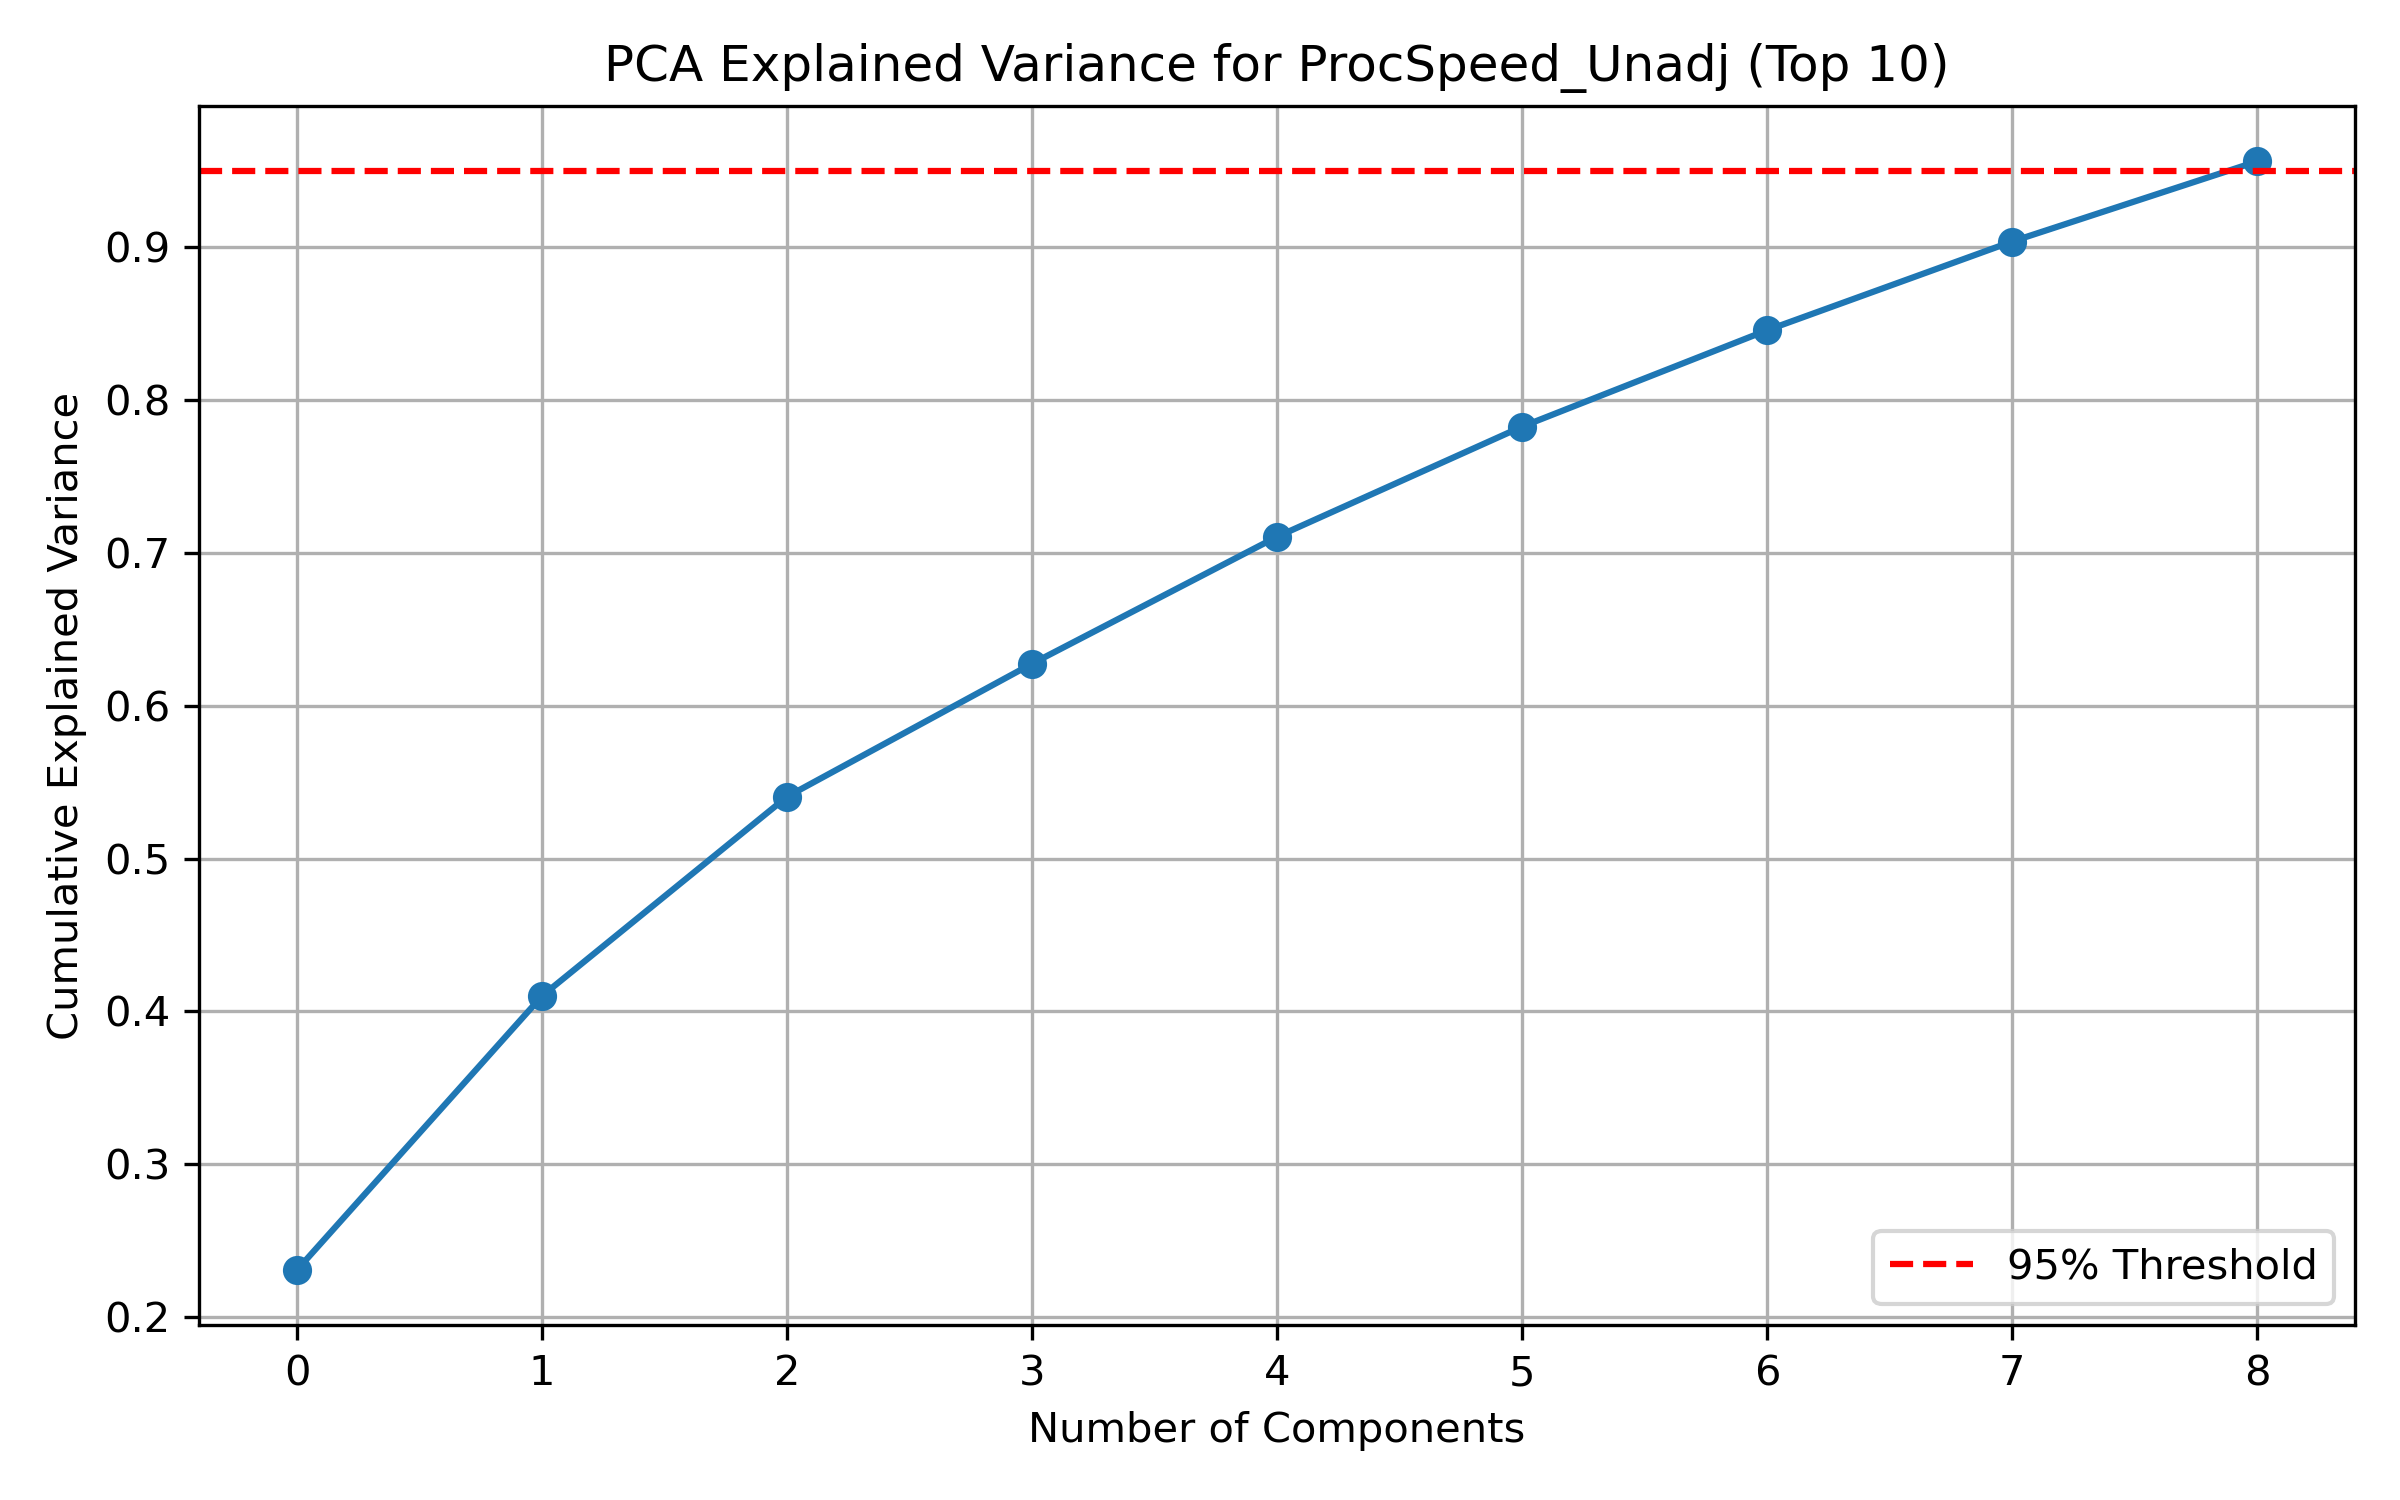 PCA Explained Variance for ProcSpeed_Unadj (Top 10)
Cumulative Explained Variance
0.9
0.8
0.7
0.6
0.5
0.4
0.3
0.2
95% Threshold
0 1 2 3 4 5 6 7 8
Number of Components